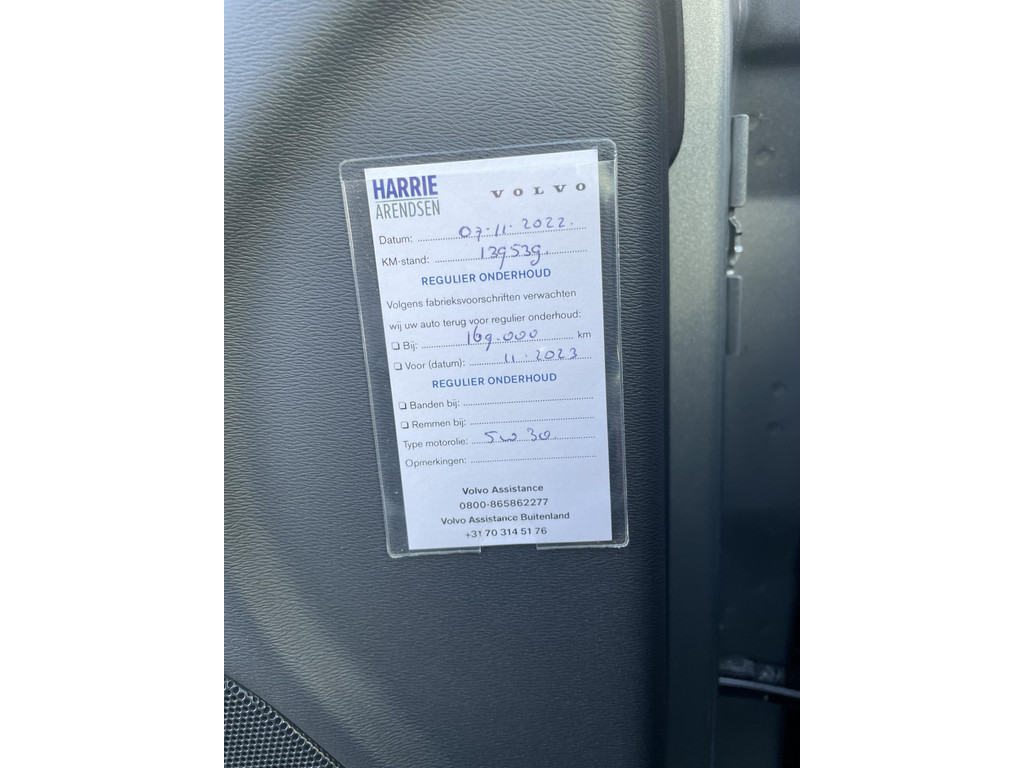 HARRIE
ARENDSEN
VOLVO
Datum: 07-11-2022.
KM-stand: 139539.
REGULIER ONDERHOUD
Volgens fabrieksvoorschriften verwachten
wij uw auto terug voor regulier onderhoud:
Bij: 169.000 km
Voor (datum): 11-2023
REGULIER ONDERHOUD
Banden bij:
Remmen bij:
Type motorolie: 5w30
Opmerkingen:
Volvo Assistance
0800-865862277
Volvo Assistance Buitenland
+31 70 314 51 76